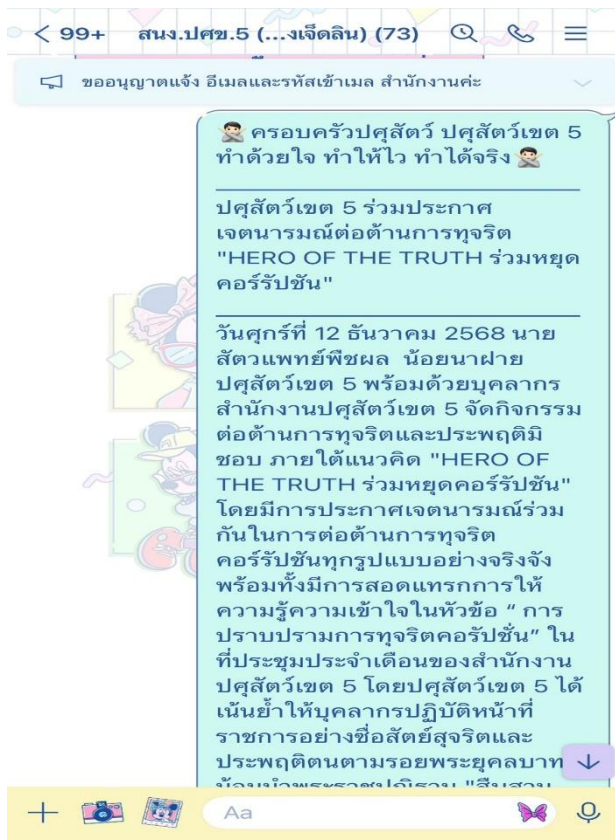 < 99+ สนง.ปศข.5 (...งเจ็ดลิน) (73)
ขออนุญาตแจ้ง อีเมลและรหัสเข้าเมล สำนักงานค่ะ
🙅🏻‍♂️ ครอบครัวปศุสัตว์ ปศุสัตว์เขต 5
ทำด้วยใจ ทำให้ไว ทำได้จริง🙅🏻‍♂️
ปศุสัตว์เขต 5 ร่วมประกาศ
เจตนารมณ์ต่อต้านการทุจริต
"HERO OF THE TRUTH ร่วมหยุด
คอร์รัปชัน"
วันศุกร์ที่ 12 ธันวาคม 2568 นาย
สัตวแพทย์พืชผล น้อยนาฝาย
ปศุสัตว์เขต 5 พร้อมด้วยบุคลากร
สำนักงานปศุสัตว์เขต 5 จัดกิจกรรม
ต่อต้านการทุจริตและประพฤติมิ
ชอบ ภายใต้แนวคิด "HERO OF
THE TRUTH ร่วมหยุดคอร์รัปชัน"
โดยมีการประกาศเจตนารมณ์ร่วม
กันในการต่อต้านการทุจริต
คอร์รัปชันทุกรูปแบบอย่างจริงจัง
พร้อมทั้งมีการสอดแทรกการให้
ความรู้ความเข้าใจในหัวข้อ “ การ
ปราบปรามการทุจริตคอรัปชั่น” ใน
ที่ประชุมประจำเดือนของสำนักงาน
ปศุสัตว์เขต 5 โดยปศุสัตว์เขต 5 ได้
เน้นย้ำให้บุคลากรปฏิบัติหน้าที่
ราชการอย่างซื่อสัตย์สุจริตและ
ประพฤติตนตามรอยพระยุคลบาท
น้อมนำพระราชปณิธาน "สืบสาน
Aa